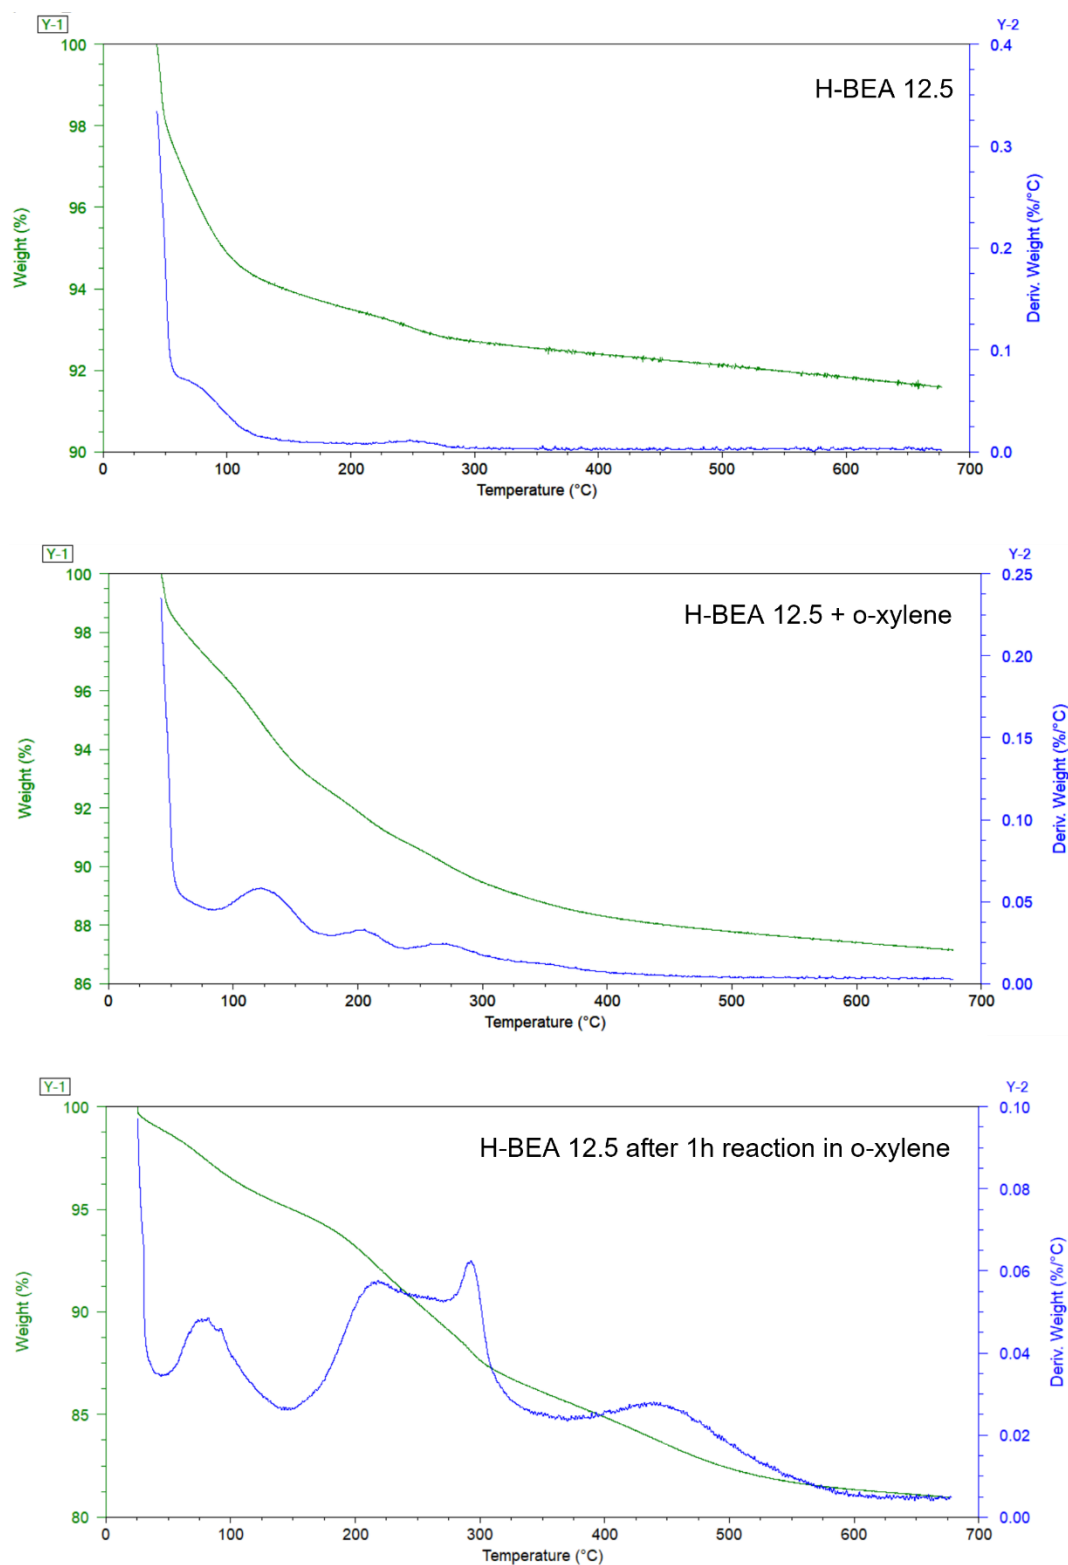 Y-1 Y-2
100 0.4
H-BEA 12.5
98
0.3
96
Weight (%) 0.2 Deriv. Weight (%/°C)
94
0.1
92
90 0.0
0 100 200 300 400 500 600 700
Temperature (°C)
Y-1 Y-2
100 0.25
H-BEA 12.5 + o-xylene
98
0.20
96
0.15
94
Weight (%) Deriv. Weight (%/°C)
92
0.10
90
0.05
88
86 0.00
0 100 200 300 400 500 600 700
Temperature (°C)
Y-1 Y-2
100 0.10
H-BEA 12.5 after 1h reaction in o-xylene
0.08
95
0.06
Weight (%) Deriv. Weight (%/°C)
90
0.04
85
0.02
80 0.00
0 100 200 300 400 500 600 700
Temperature (°C)